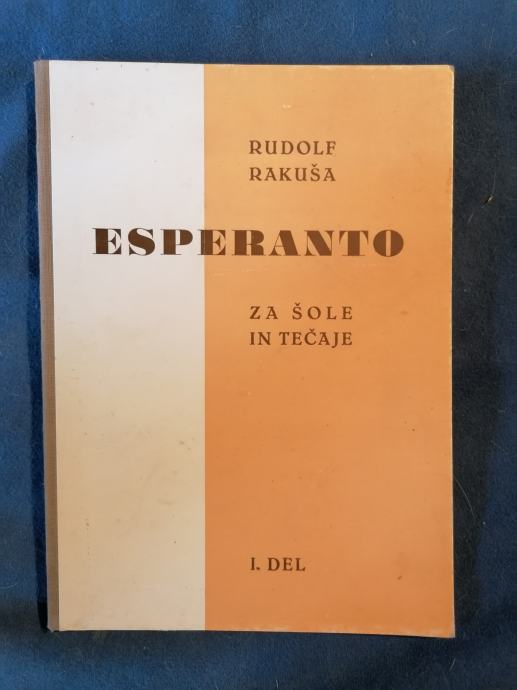 RUDOLF
RAKUŠA
ESPERANTO
ZA ŠOLE
IN TEČAJE
I. DEL